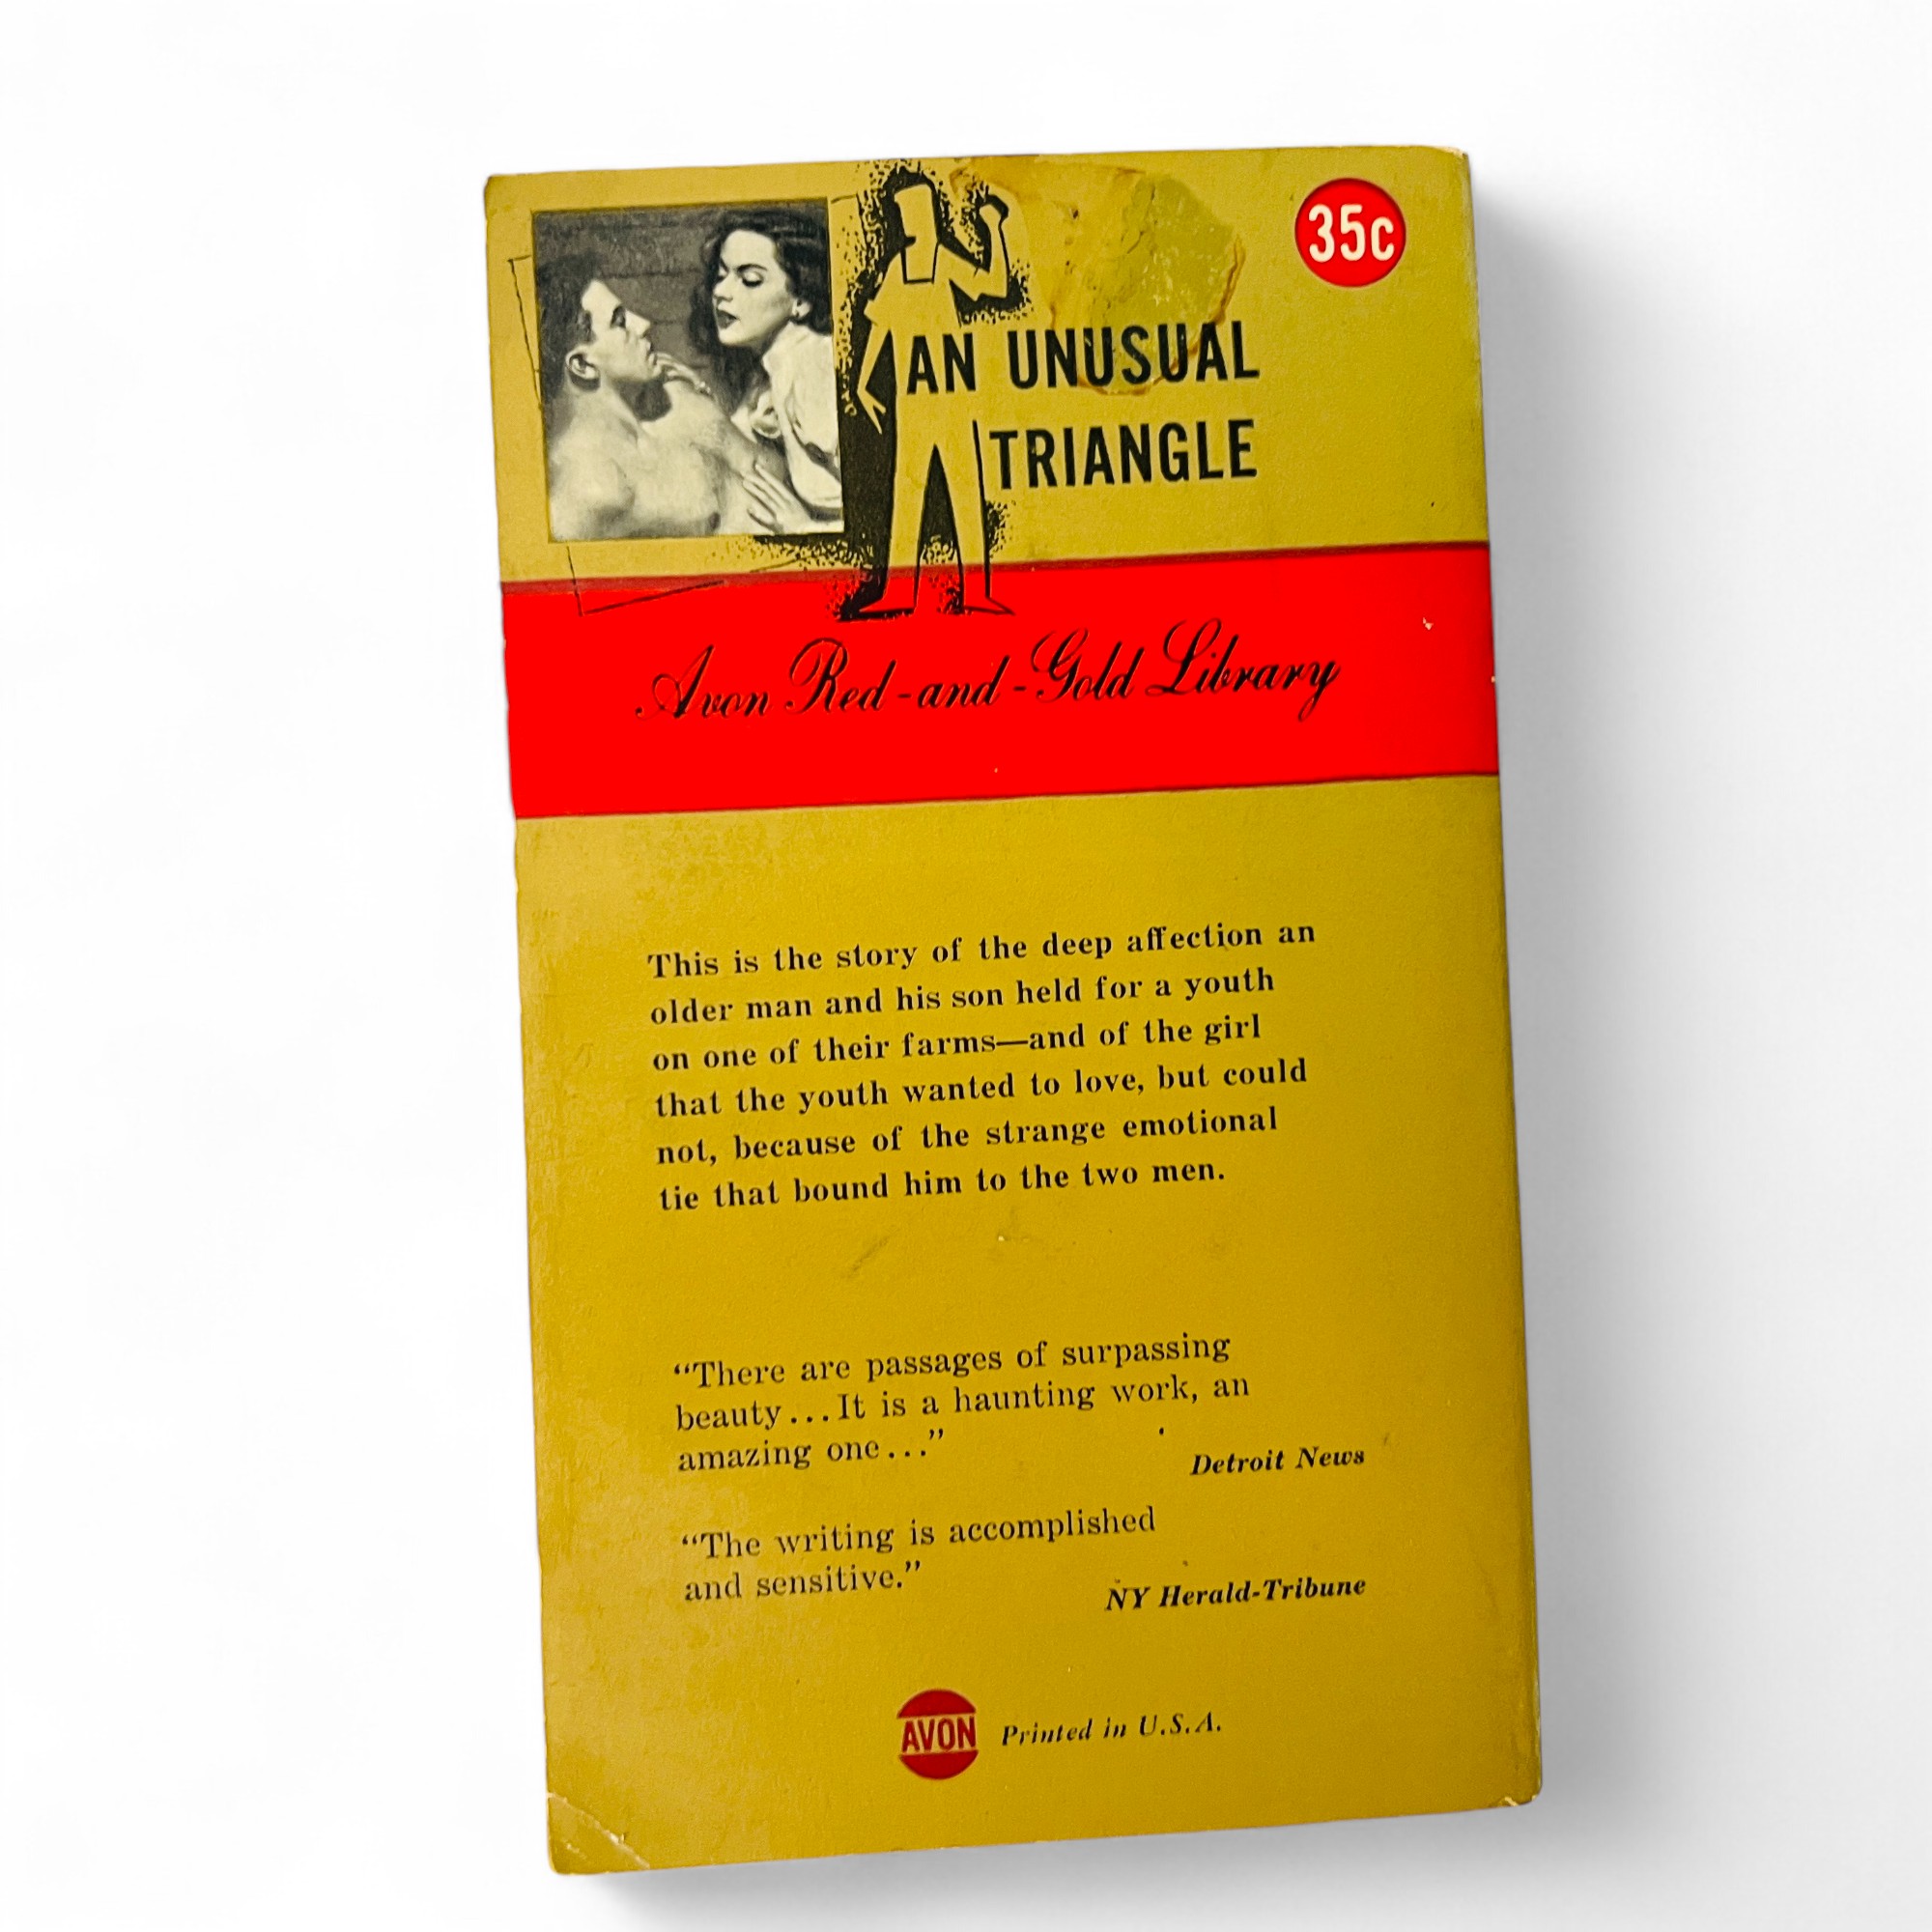 35c
AN UNUSUAL
TRIANGLE
Avon Red-and-Gold Library
This is the story of the deep affection an
older man and his son held for a youth
on one of their farms—and of the girl
that the youth wanted to love, but could
not, because of the strange emotional
tie that bound him to the two men.
“There are passages of surpassing
beauty...It is a haunting work, an
amazing one...”
Detroit News
“The writing is accomplished
and sensitive.”
NY Herald-Tribune
AVON Printed in U.S.A.